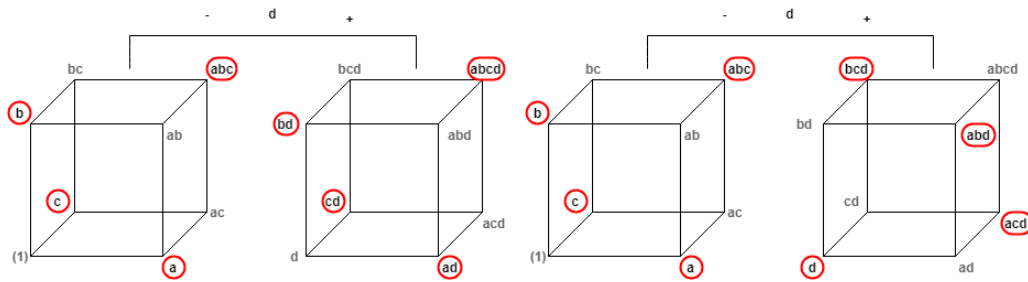 - d + - d +
bc abc bcd abcd bc abc bcd abcd
b ab bd abd b ab bd abd
c ac cd acd c ac cd acd
(1) a d ad (1) a d ad